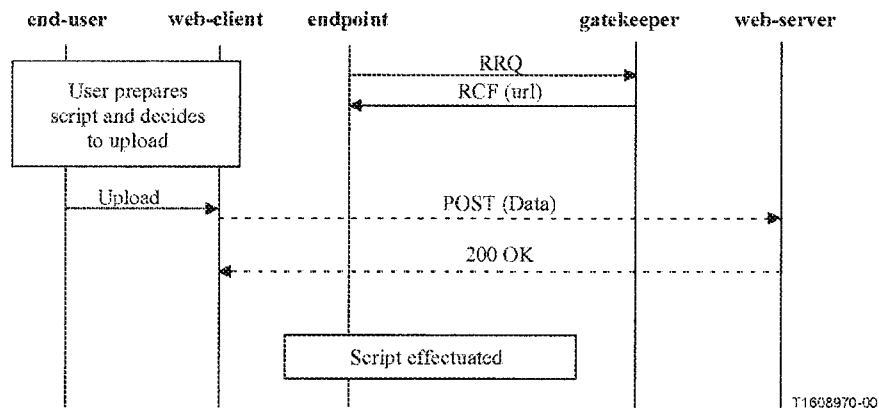 end-user web-client endpoint gatekeeper web-server
RRQ
RCF (url)
User prepares
script and decides
to upload
Upload
POST (Data)
200 OK
Script effectuated
T1608970-00